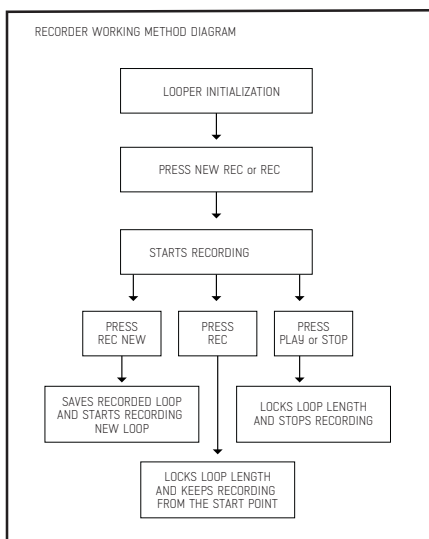 RECORDER WORKING METHOD DIAGRAM
LOOPER INITIALIZATION
PRESS NEW REC or REC
STARTS RECORDING
PRESS
REC NEW
PRESS
REC
PRESS
PLAY or STOP
SAVES RECORDED LOOP
AND STARTS RECORDING
NEW LOOP
LOCKS LOOP LENGTH
AND STOPS RECORDING
LOCKS LOOP LENGTH
AND KEEPS RECORDING
FROM THE START POINT